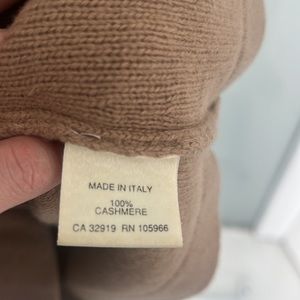 MADE IN ITALY
100%
CASHMERE
CA 32919 RN 105966